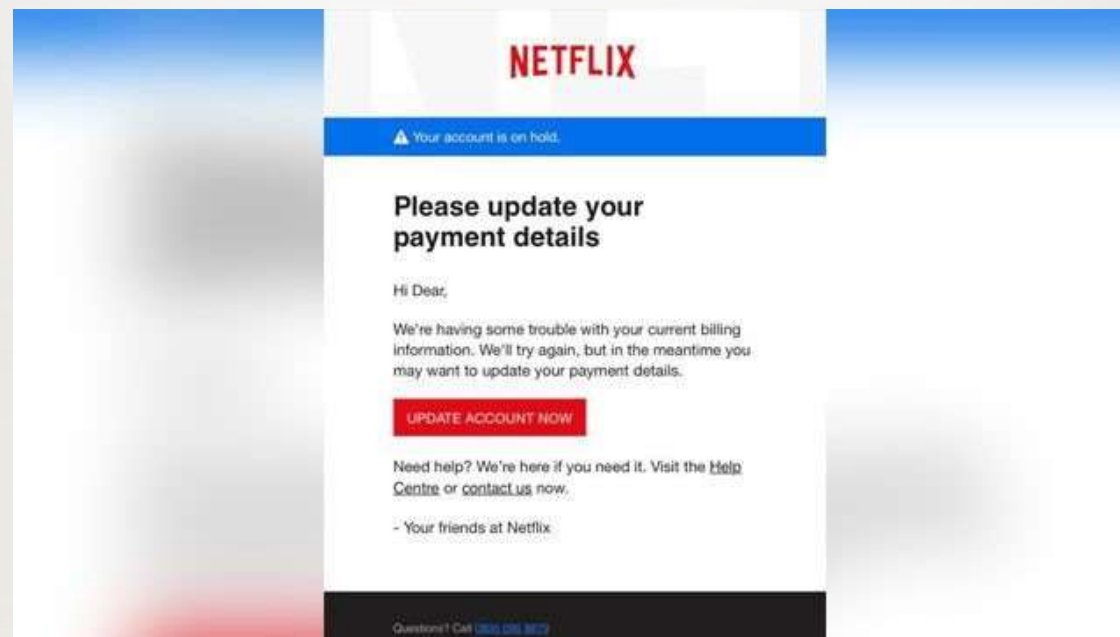 NETFLIX
Your account is on hold.
Please update your
payment details
Hi Dear,
We're having some trouble with your current billing
information. We'll try again, but in the meantime you
may want to update your payment details.
UPDATE ACCOUNT NOW
Need help? We're here if you need it. Visit the Help
Centre or contact us now.
- Your friends at Netflix
Questions? Call